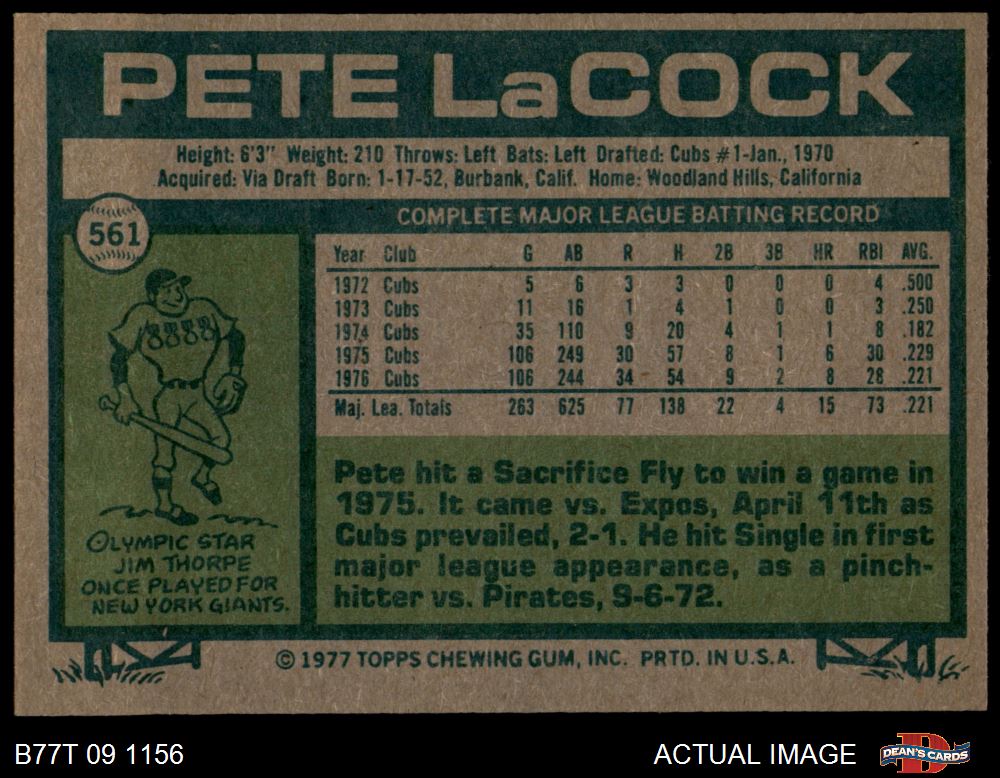 PETE LaCOCK
Height: 6'3" Weight: 210 Throws: Left Bats: Left Drafted: Cubs #1-Jan., 1970
Acquired: Via Draft Born: 1-17-52, Burbank, Calif. Home: Woodland Hills, California
561
COMPLETE MAJOR LEAGUE BATTING RECORD
Year Club G AB R H 2B 3B HR RBI AVG.
1972 Cubs 5 6 3 3 0 0 0 4 .500
1973 Cubs 11 16 1 4 1 0 0 3 .250
1974 Cubs 35 110 9 20 4 1 1 8 .182
1975 Cubs 106 249 30 57 8 1 6 30 .229
1976 Cubs 106 244 34 54 9 2 8 28 .221
Maj. Lea. Totals 263 625 77 138 22 4 15 73 .221
OLYMPIC STAR
JIM THORPE
ONCE PLAYED FOR
NEW YORK GIANTS.
Pete hit a Sacrifice Fly to win a game in
1975. It came vs. Expos, April 11th as
Cubs prevailed, 2-1. He hit Single in first
major league appearance, as a pinch-
hitter vs. Pirates, 9-6-72.
© 1977 TOPPS CHEWING GUM, INC. PRTD. IN U.S.A.
B77T 09 1156
ACTUAL IMAGE
DEAN'S CARDS